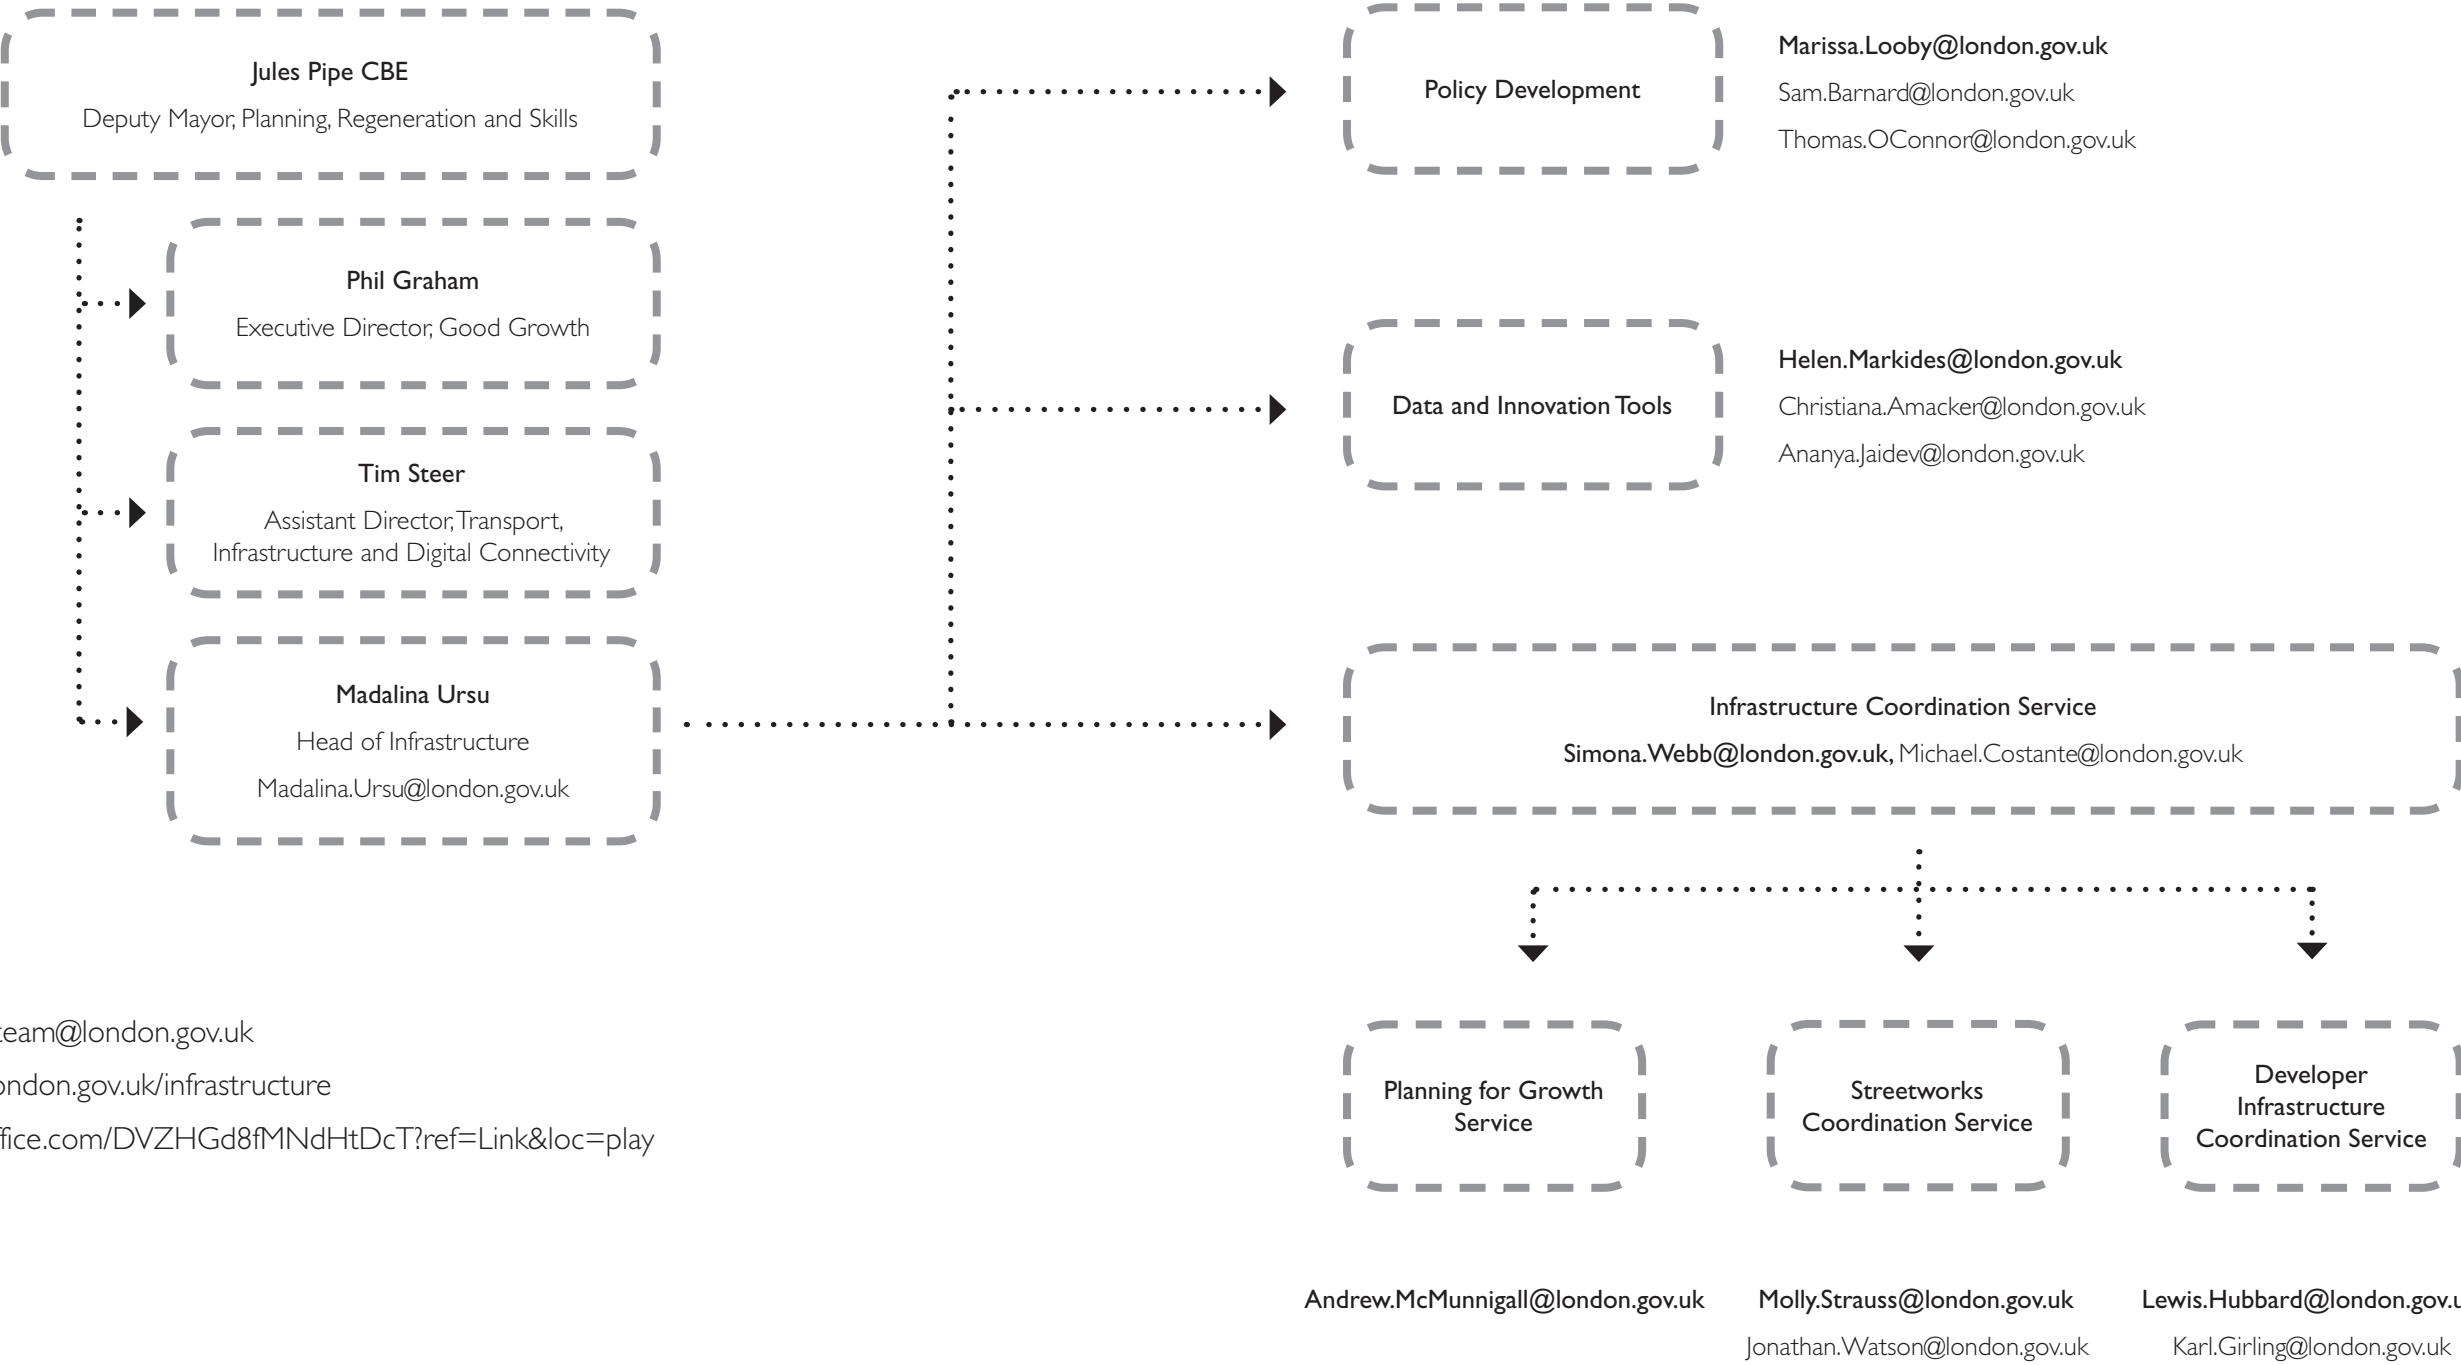 Jules Pipe CBE
Deputy Mayor, Planning, Regeneration and Skills
Phil Graham
Executive Director, Good Growth
Tim Steer
Assistant Director, Transport,
Infrastructure and Digital Connectivity
Madalina Ursu
Head of Infrastructure
Madalina.Ursu@london.gov.uk
Policy Development
Marissa.Looby@london.gov.uk
Sam.Barnard@london.gov.uk
Thomas.OConnor@london.gov.uk
Data and Innovation Tools
Helen.Markides@london.gov.uk
Christiana.Amacker@london.gov.uk
Ananya.Jaidev@london.gov.uk
Infrastructure Coordination Service
Simona.Webb@london.gov.uk, Michael.Costante@london.gov.uk
Planning for Growth
Service
Andrew.McMunnigall@london.gov.uk
Streetworks
Coordination Service
Molly.Strauss@london.gov.uk
Jonathan.Watson@london.gov.uk
Developer
Infrastructure
Coordination Service
Lewis.Hubbard@london.gov.u
Karl.Girling@london.gov.uk
team@london.gov.uk
ondon.gov.uk/infrastructure
ffice.com/DVZHGd8fMNdHtDcT?ref=Link&loc=play